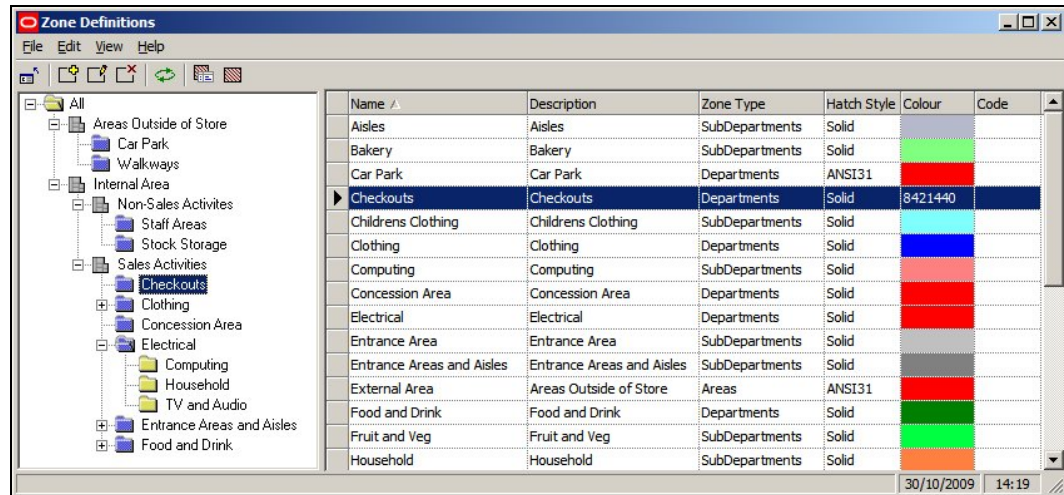 Zone Definitions
File Edit View Help
All
Areas Outside of Store
Car Park
Walkways
Internal Area
Non-Sales Activites
Staff Areas
Stock Storage
Sales Activities
Checkouts
Clothing
Concession Area
Electrical
Computing
Household
TV and Audio
Entrance Areas and Aisles
Food and Drink
Name Description Zone Type Hatch Style Colour Code
Aisles Aisles SubDepartments Solid
Bakery Bakery SubDepartments Solid
Car Park Car Park Departments ANSI31
Checkouts Checkouts Departments Solid 8421440
Childrens Clothing Childrens Clothing SubDepartments Solid
Clothing Clothing Departments Solid
Computing Computing SubDepartments Solid
Concession Area Concession Area Departments Solid
Electrical Electrical Departments Solid
Entrance Area Entrance Area SubDepartments Solid
Entrance Areas and Aisles Entrance Areas and Aisles SubDepartments Solid
External Area Areas Outside of Store Areas ANSI31
Food and Drink Food and Drink Departments Solid
Fruit and Veg Fruit and Veg SubDepartments Solid
Household Household SubDepartments Solid
30/10/2009 14:19